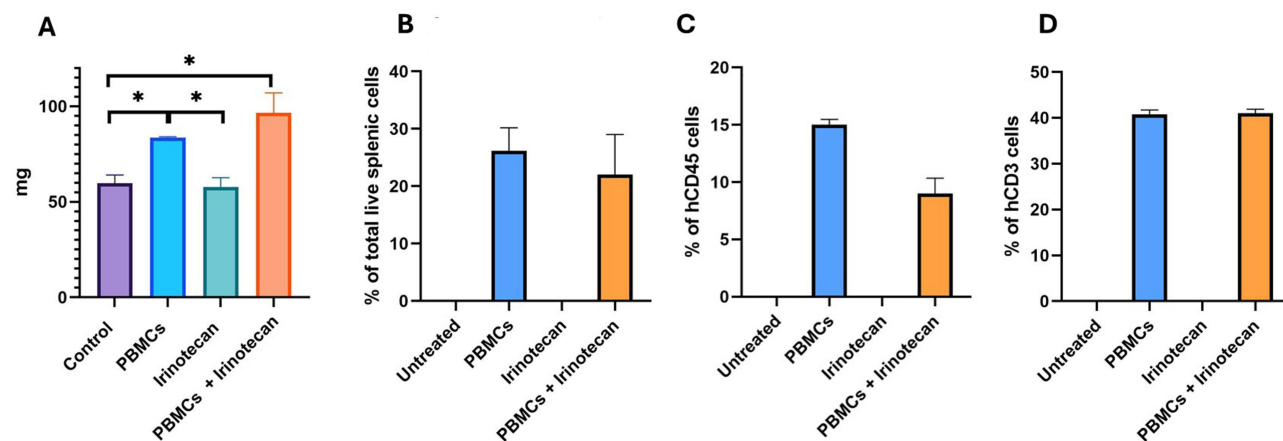 A
mg
100
50
0
*
*
*
Control
PBMCs
Irinotecan
PBMCs + Irinotecan
B
% of total live splenic cells
40
30
20
10
0
Untreated
PBMCs
Irinotecan
PBMCs + Irinotecan
C
% of hCD45 cells
20
15
10
5
0
Untreated
PBMCs
Irinotecan
PBMCs + Irinotecan
D
% of hCD3 cells
50
40
30
20
10
0
Untreated
PBMCs
Irinotecan
PBMCs + Irinotecan